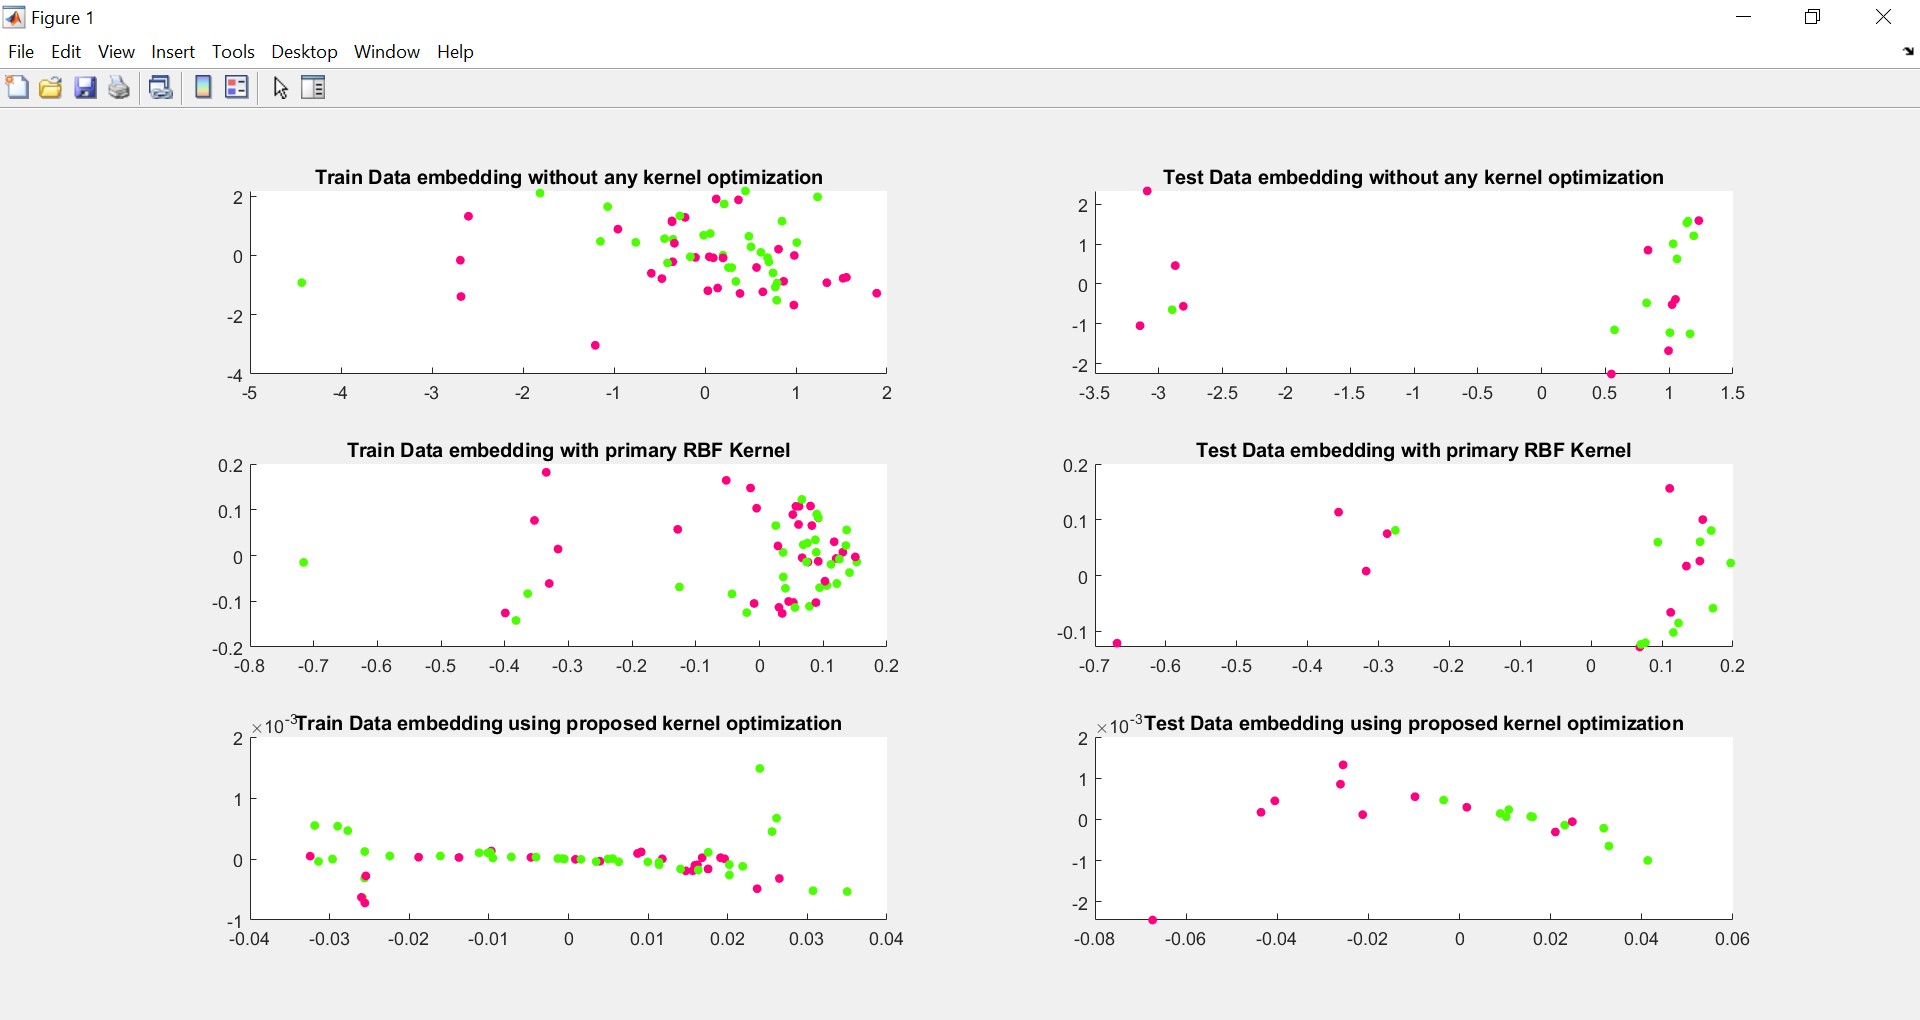 Figure 1
File Edit View Insert Tools Desktop Window Help
Train Data embedding without any kernel optimization
2
0
-2
-4
-5 -4 -3 -2 -1 0 1 2
Test Data embedding without any kernel optimization
2
1
0
-1
-2
-3.5 -3 -2.5 -2 -1.5 -1 -0.5 0 0.5 1 1.5
Train Data embedding with primary RBF Kernel
0.2
0.1
0
-0.1
-0.2
-0.8 -0.7 -0.6 -0.5 -0.4 -0.3 -0.2 -0.1 0 0.1 0.2
Test Data embedding with primary RBF Kernel
0.2
0.1
0
-0.1
-0.7 -0.6 -0.5 -0.4 -0.3 -0.2 -0.1 0 0.1 0.2
×10⁻³ Train Data embedding using proposed kernel optimization
2
1
0
-1
-0.04 -0.03 -0.02 -0.01 0 0.01 0.02 0.03 0.04
×10⁻³ Test Data embedding using proposed kernel optimization
2
1
0
-1
-2
-0.08 -0.06 -0.04 -0.02 0 0.02 0.04 0.06